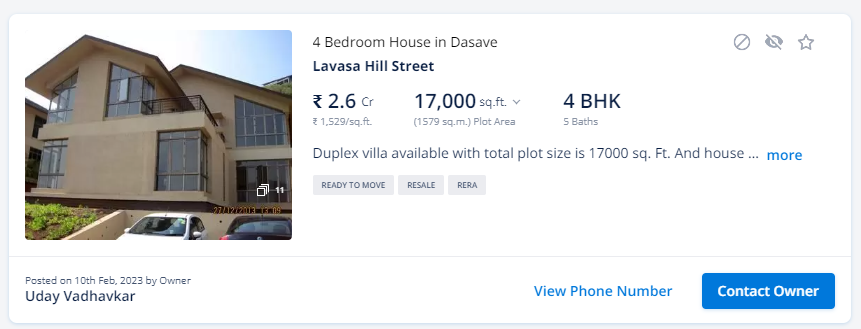 4 Bedroom House in Dasave
Lavasa Hill Street
₹ 2.6 Cr
₹ 1,529/sq.ft.
17,000 sq.ft.
(1579 sq.m.) Plot Area
4 BHK
5 Baths
Duplex villa available with total plot size is 17000 sq. Ft. And house ... more
READY TO MOVE
RESALE
RERA
11
27/12/2013
Posted on 10th Feb, 2023 by Owner
Uday Vadhavkar
View Phone Number
Contact Owner